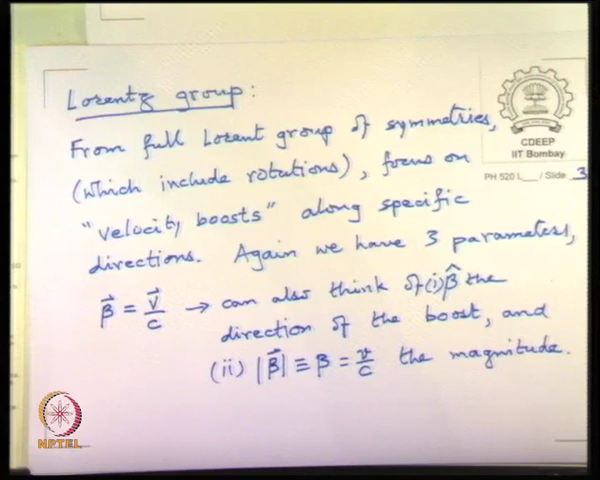 Lorentz group:
From full Lorent group of symmetries,
(which include rotations), focus on
"velocity boosts" along specific
directions. Again we have 3 parameters,
β⃗ = v⃗/c → can also think of (i) β̂ the
direction of the boost, and
(ii) |β⃗| ≡ β = v/c the magnitude.
CDEEP
IIT Bombay
PH 520 L___ / Slide 3
NPTEL